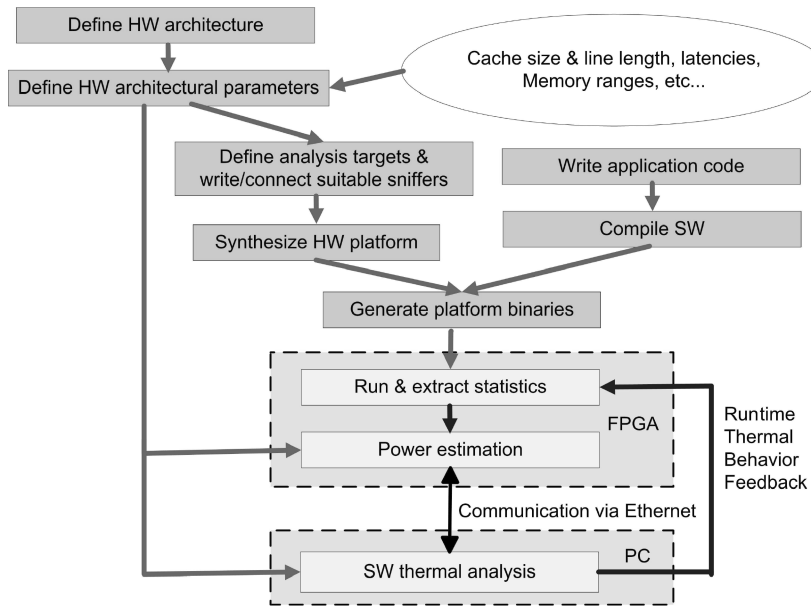 Define HW architecture
Cache size & line length, latencies,
Memory ranges, etc...
Define HW architectural parameters
Define analysis targets &
write/connect suitable sniffers
Write application code
Synthesize HW platform
Compile SW
Generate platform binaries
Run & extract statistics
FPGA
Power estimation
Runtime
Thermal
Behavior
Feedback
Communication via Ethernet
PC
SW thermal analysis